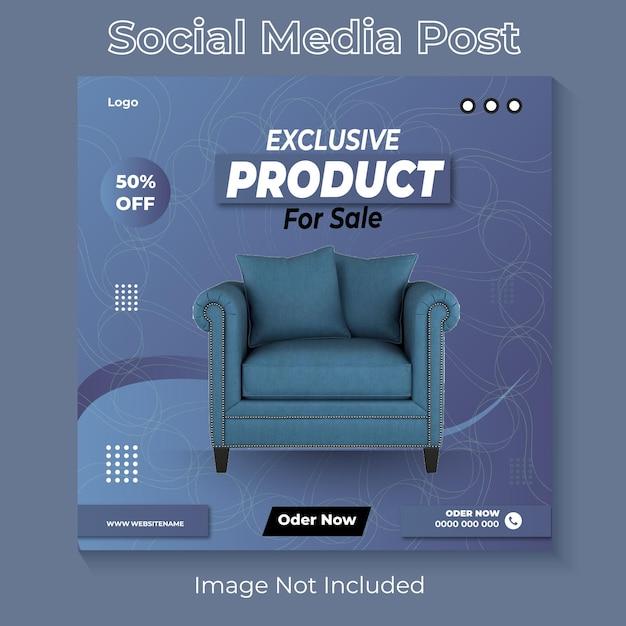 Social Media Post
Logo
EXCLUSIVE
PRODUCT
For Sale
50%
OFF
WWW.WEBSITENAME
Oder Now
ORDER NOW
0000 000 000
Image Not Included